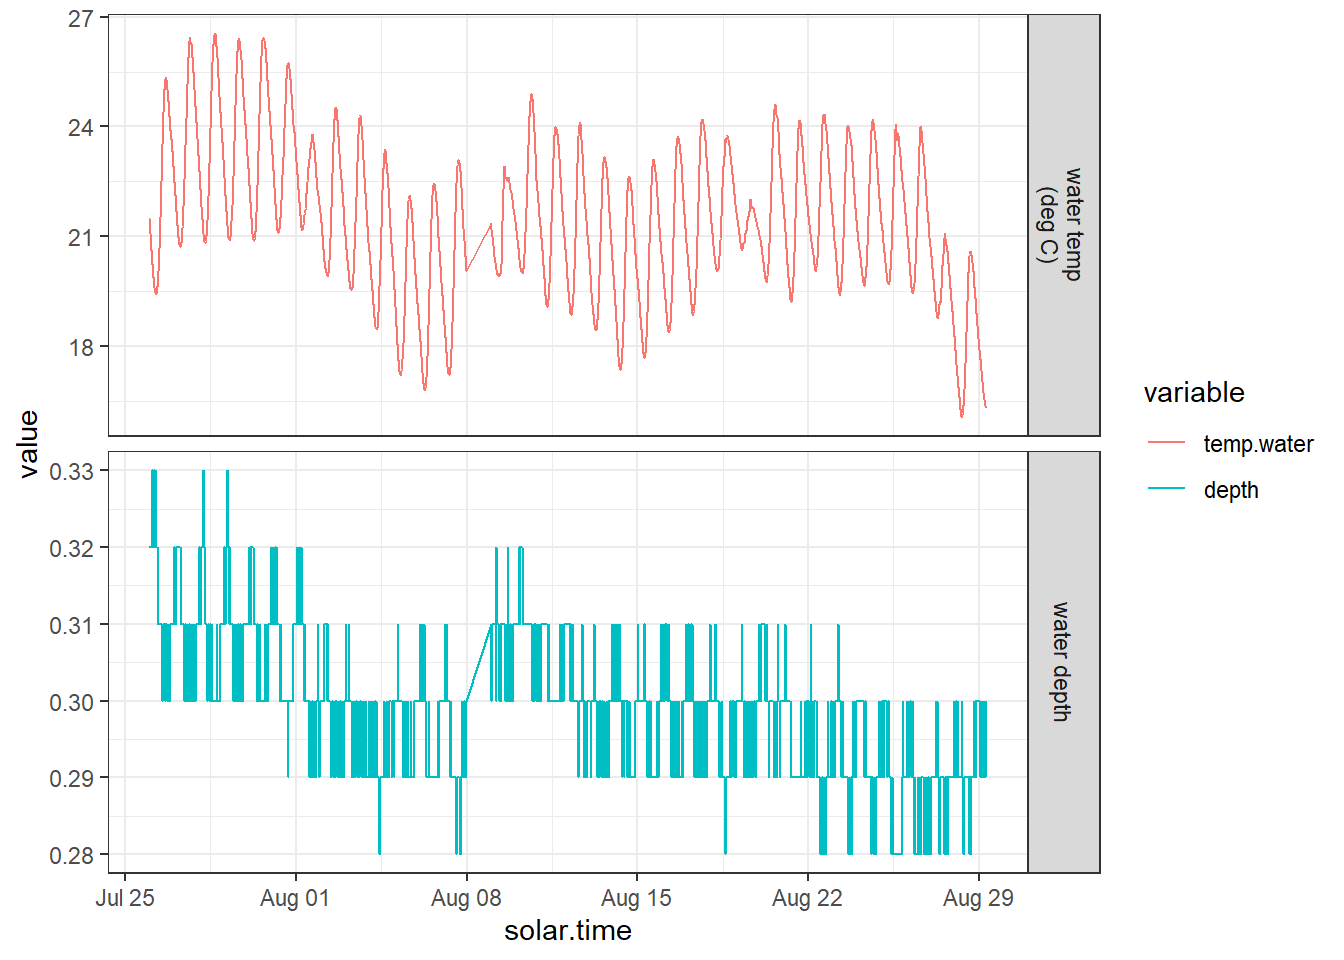 27
24
21
18
water temp
(deg C)
value
0.33
0.32
0.31
0.30
0.29
0.28
water depth
Jul 25 Aug 01 Aug 08 Aug 15 Aug 22 Aug 29
solar.time
variable
temp.water
depth